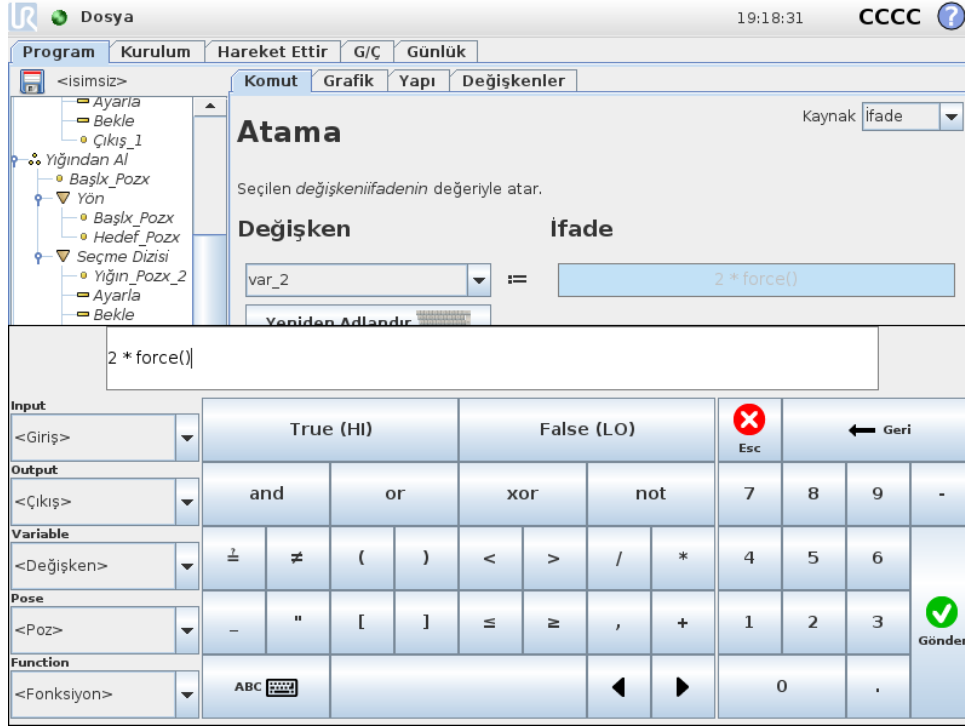 UR Dosya 19:18:31 CCCC ?
Program Kurulum Hareket Ettir G/Ç Günlük
<isimsiz>
Komut Grafik Yapı Değişkenler
Ayarla
Bekle
Çıkış_1
Yığından Al
Başlx_Pozx
Yön
Başlx_Pozx
Hedef_Pozx
Seçme Dizisi
Yığın_Pozx_2
Ayarla
Bekle
Kaynak İfade
Atama
Seçilen değişkeniifadenin değeriyle atar.
Değişken İfade
var_2 := 2 * force()
Yeniden Adlandır
2 * force()
Input
<Giriş>
True (HI) False (LO) Esc Geri
Output
<Çıkış>
and or xor not 7 8 9 -
Variable
<Değişken>
≟ ≠ ( ) < > / * 4 5 6
Pose
<Poz>
_ " [ ] ≤ ≥ , + 1 2 3 Gönder
Function
<Fonksiyon>
ABC 0 .